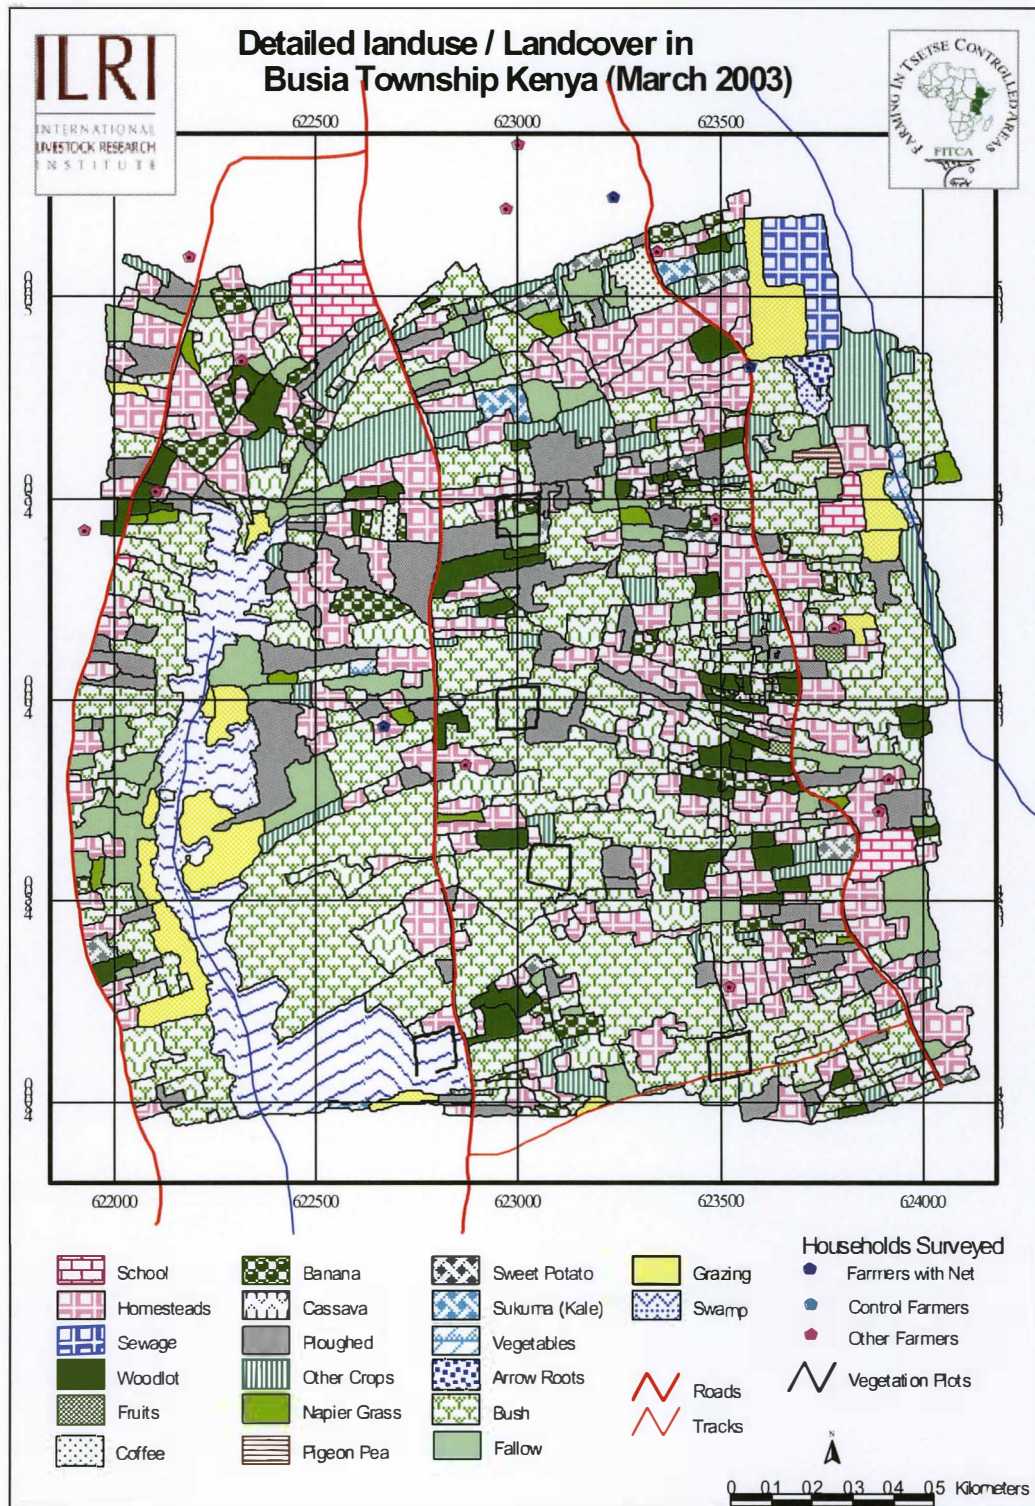 Detailed landuse / Landcover in
Busia Township Kenya (March 2003)
ILRI
INTERNATIONAL
LIVESTOCK RESEARCH
INSTITUTE
FARMING IN TSETSE CONTROLLED AREAS
FITCA
622500 623000 623500
622000 622500 623000 623500 624000
School
Homesteads
Sewage
Woodlot
Fruits
Coffee
Banana
Cassava
Ploughed
Other Crops
Napier Grass
Pigeon Pea
Sweet Potato
Sukuma (Kale)
Vegetables
Arrow Roots
Bush
Fallow
Grazing
Swamp
Roads
Tracks
Households Surveyed
Farmers with Net
Control Farmers
Other Farmers
Vegetation Plots
N
0 0.1 0.2 0.3 0.4 0.5 Kilometers